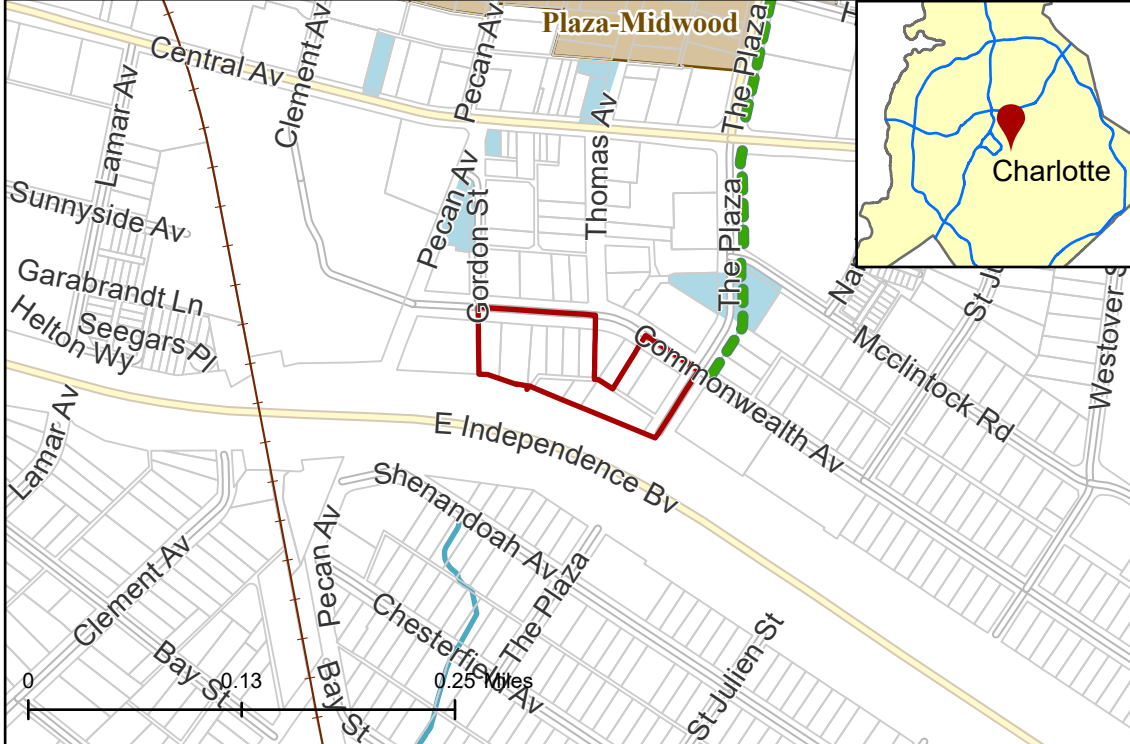 Plaza-Midwood
Central Av
Clement Av
Pecan Av
The Plaza
Lamar Av
Thomas Av
Charlotte
Sunnyside Av
Pecan Av
Gordon St
The Plaza
Garabrandt Ln
Seegars Pl
Helton Wy
Commonwealth Av
Mcclintock Rd
Nan
St Ju
Westover S
Lamar Av
E Independence Bv
Shenandoah Av
Clement Av
Pecan Av
The Plaza
Chesterfield Av
Bay St
Bay St
St Julien St
0
0.13
0.25 Miles